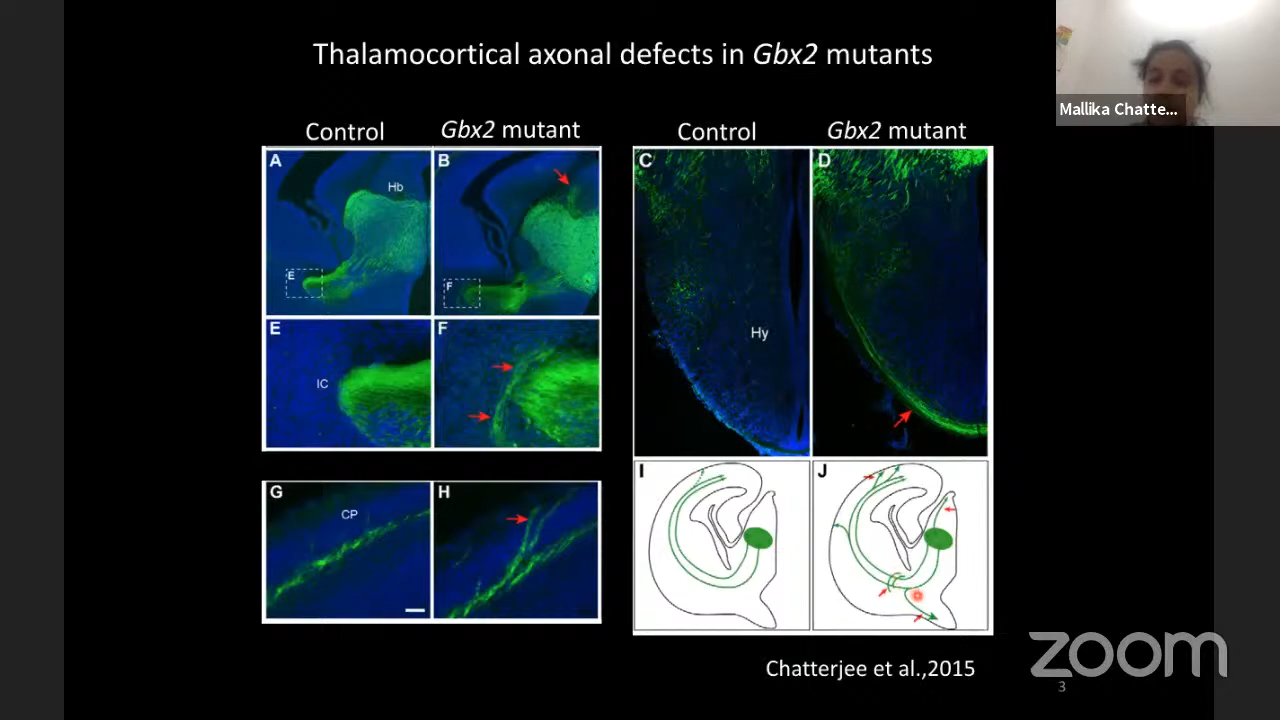 Thalamocortical axonal defects in Gbx2 mutants
Mallika Chatte...
Control
Gbx2 mutant
Control
Gbx2 mutant
A
Hb
E
B
F
C
Hy
D
E
IC
F
G
CP
H
I
J
Chatterjee et al.,2015
zoom
3